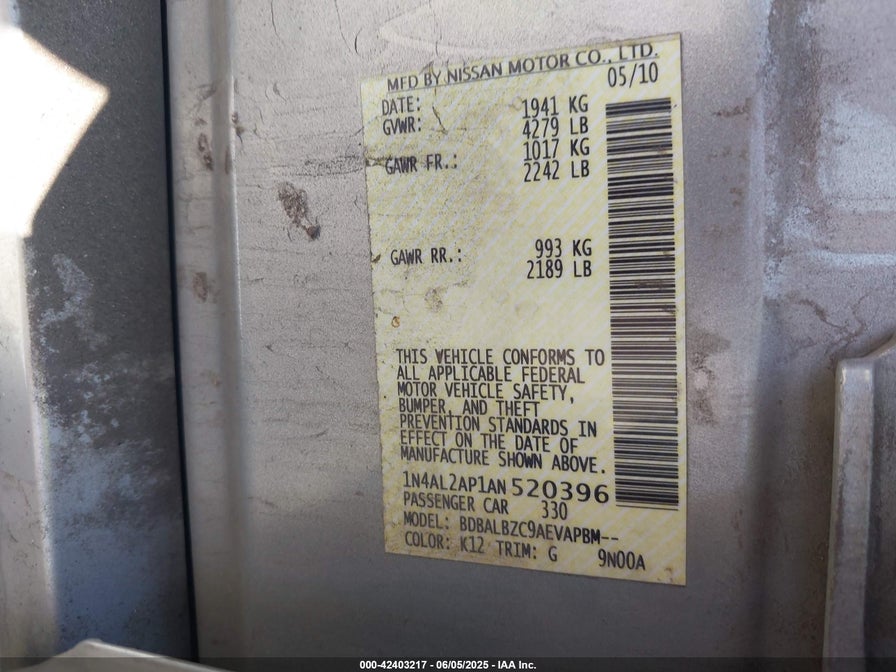 MFD BY NISSAN MOTOR CO., LTD.
DATE: 05/10
GVWR: 1941 KG
4279 LB
GAWR FR.: 1017 KG
2242 LB
GAWR RR.: 993 KG
2189 LB
THIS VEHICLE CONFORMS TO
ALL APPLICABLE FEDERAL
MOTOR VEHICLE SAFETY,
BUMPER, AND THEFT
PREVENTION STANDARDS IN
EFFECT ON THE DATE OF
MANUFACTURE SHOWN ABOVE.
1N4AL2AP1AN 520396
PASSENGER CAR 330
MODEL: BDBALBZC9AEVAPBM--
COLOR: K12 TRIM: G 9N00A
000-42403217 - 06/05/2025 - IAA Inc.